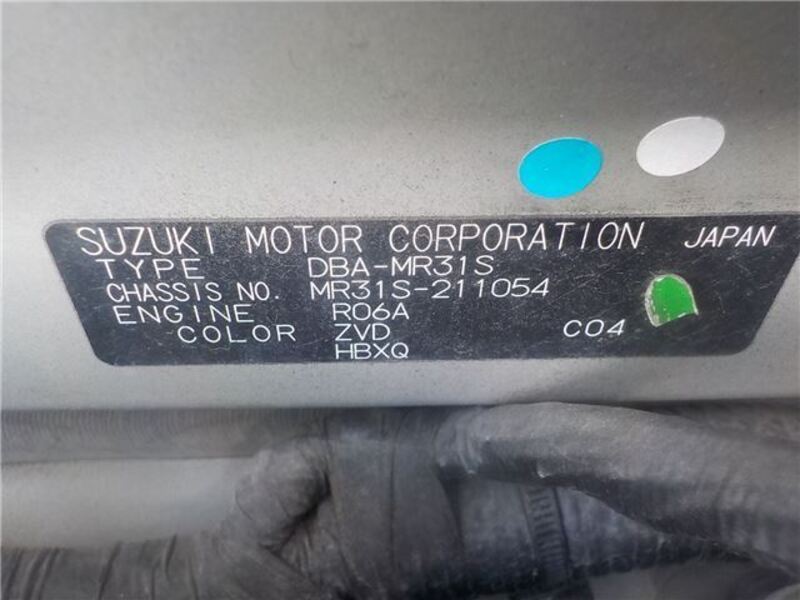 SUZUKI MOTOR CORPORATION JAPAN
TYPE DBA-MR31S
CHASSIS NO. MR31S-211054
ENGINE R06A
COLOR ZVD C04
HBXQ